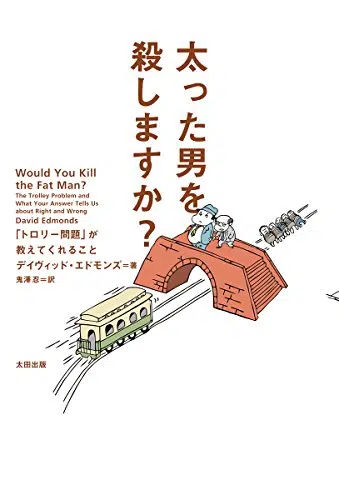 太った男を
殺しますか?
Would You Kill
the Fat Man?
The Trolley Problem and
What Your Answer Tells Us
about Right and Wrong
David Edmonds
「トロリー問題」が
教えてくれること
デイヴィッド・エドモンズ=著
鬼澤忍=訳
太田出版